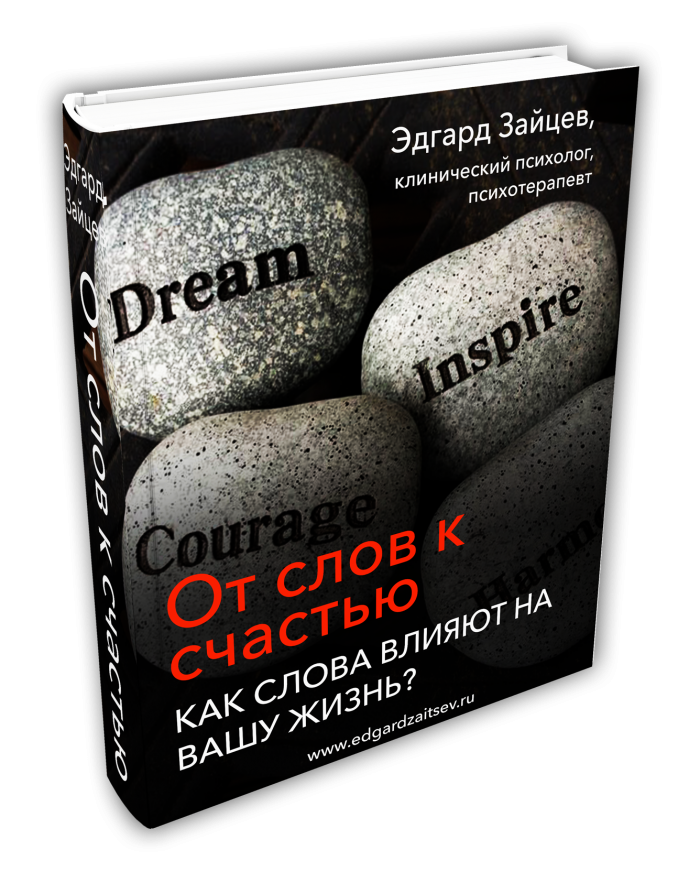 Эдгард Зайцев,
клинический психолог,
психотерапевт
Dream
Inspire
Courage
От слов к
счастью
КАК СЛОВА ВЛИЯЮТ НА
ВАШУ ЖИЗНЬ?
www.edgardzaitsev.ru
Эдгард
Зайцев
От слов к счастью